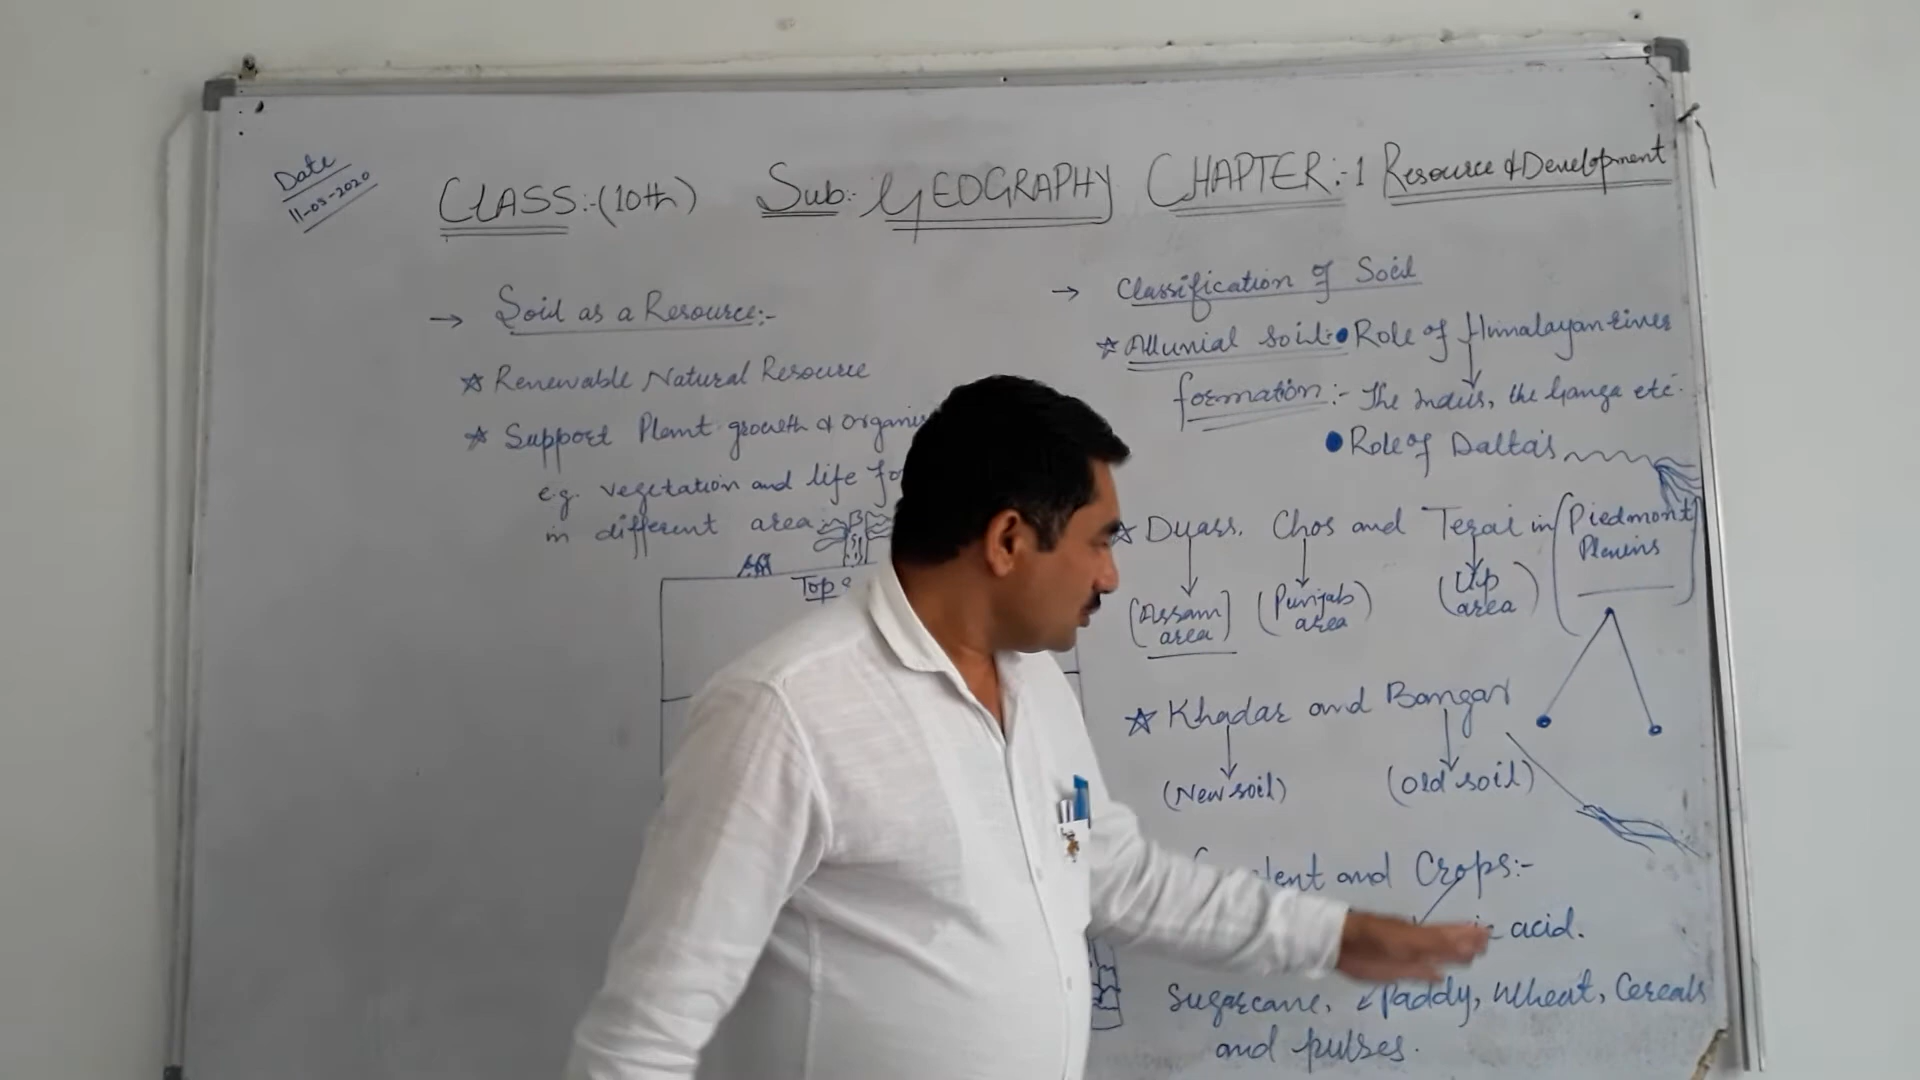 Date
11-05-2020
CLASS:-(10th) Sub:- GEOGRAPHY CHAPTER:-1 Resource & Development
→ Soil as a Resource:-
☆ Renewable Natural Resource
☆ Support Plant growth & organis
e.g. vegetation and life fo
in different area:-
Top
→ Classification of Soil
☆ Alluvial soil:- ● Role of Himalayan rivers
formation:- The Indus, the Ganga etc.
● Role of Daltas
☆ Duars. Chos and Terai in (Piedmont
Plains
[Assam
area]
(Punjab
area)
(Up
area)
☆ Khadar and Bangar
(New soil)
(Old soil)
and Crops:-
acid.
Sugarcane, Paddy, Wheat, Cereals
and pulses.